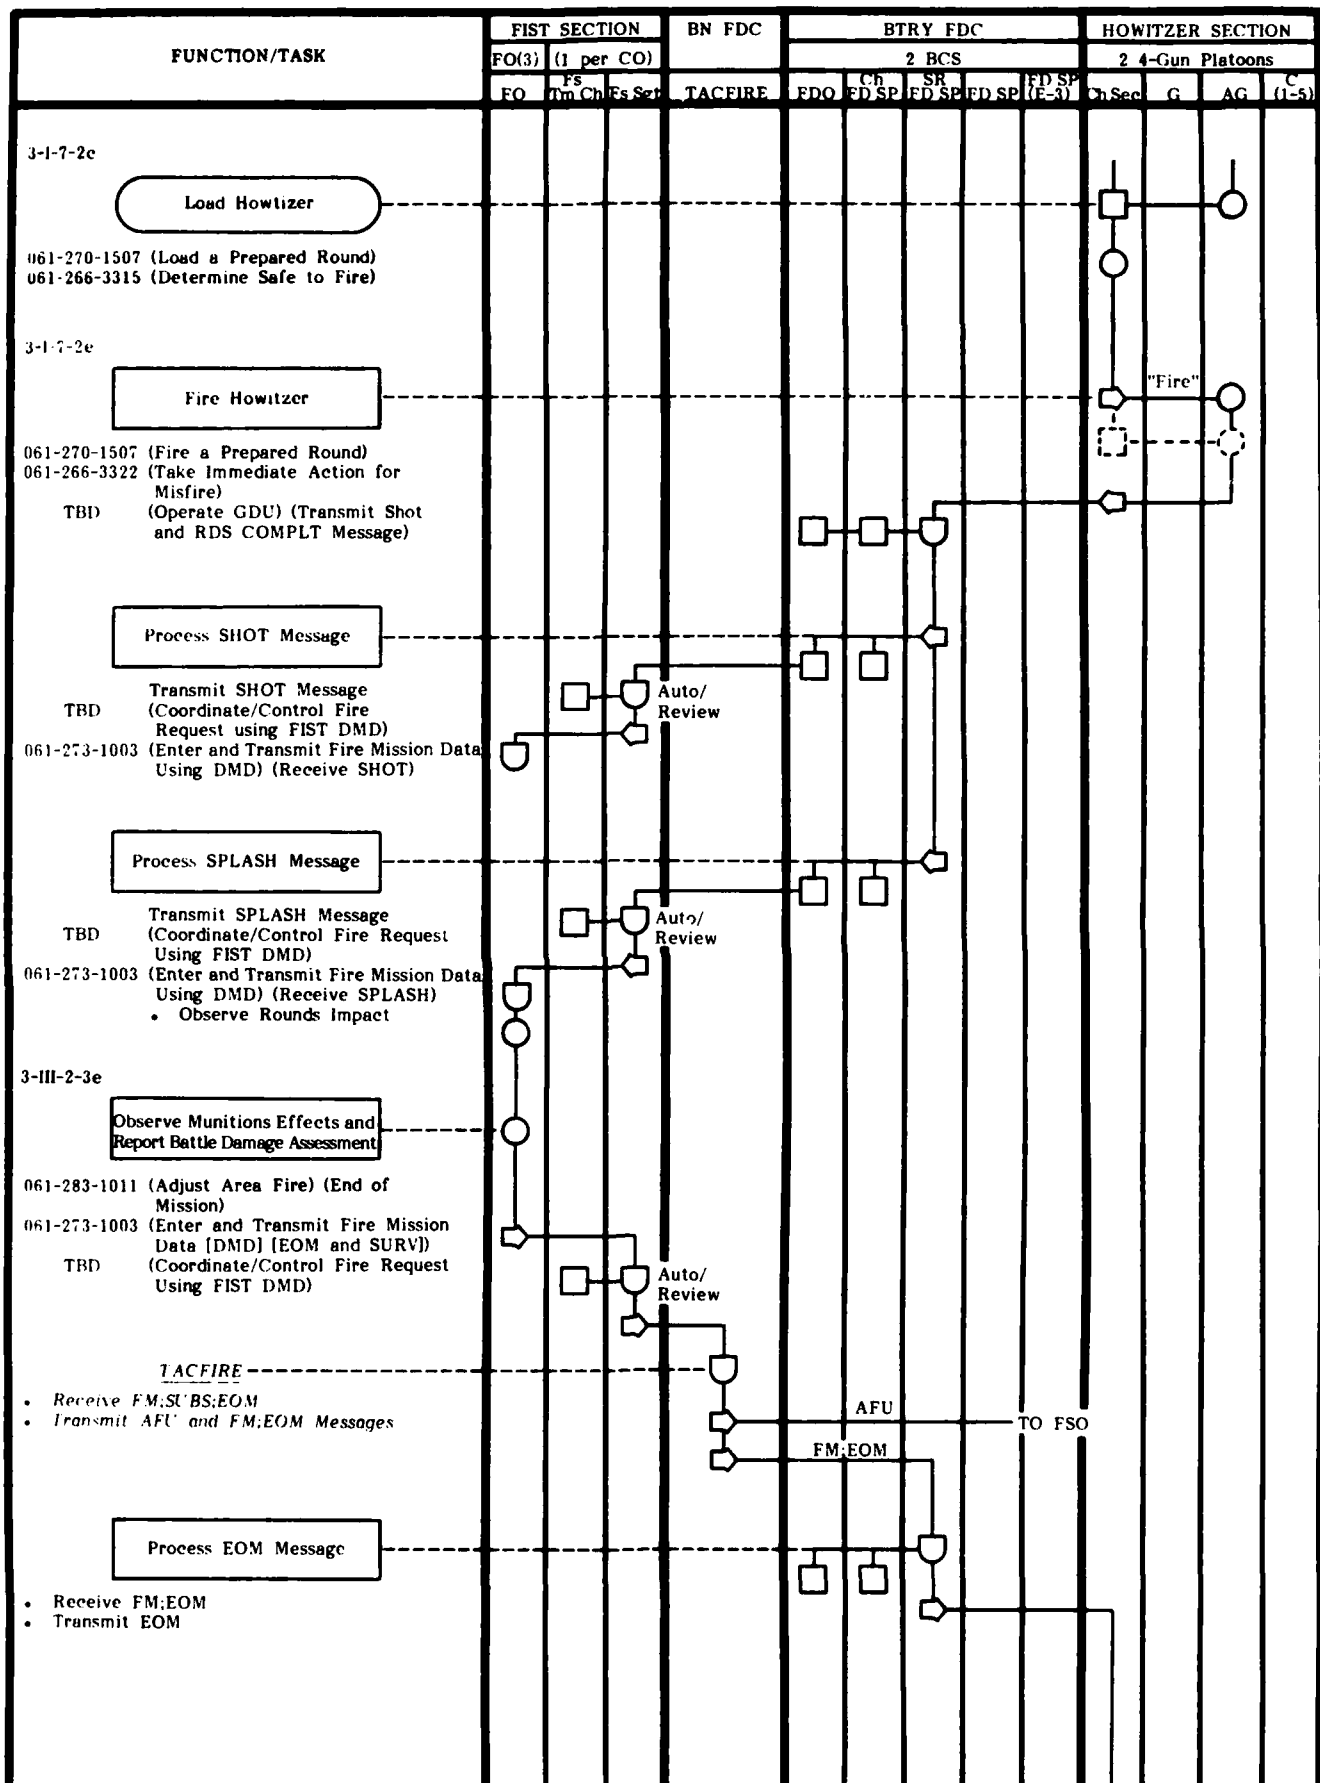 FUNCTION/TASK
FIST SECTION
BN FDC
BTRY FDC
HOWITZER SECTION
FO(3)
(1 per CO)
2 BCS
2 4-Gun Platoons
FO
Fs
Tm Ch
Fs Sgt
TACFIRE
FDO
Ch
FD SP
SR
FD SP
FD SP
FD SP
(E-3)
Ch Sec
G
AG
C
(1-5)
3-I-7-2c
Load Howtizer
061-270-1507 (Load a Prepared Round)
061-266-3315 (Determine Safe to Fire)
3-I-7-2e
Fire Howitzer
"Fire"
061-270-1507 (Fire a Prepared Round)
061-266-3322 (Take Immediate Action for
Misfire)
TBD (Operate GDU) (Transmit Shot
and RDS COMPLT Message)
Process SHOT Message
Transmit SHOT Message
TBD (Coordinate/Control Fire
Request using FIST DMD)
061-273-1003 (Enter and Transmit Fire Mission Data
Using DMD) (Receive SHOT)
Auto/
Review
Process SPLASH Message
Transmit SPLASH Message
TBD (Coordinate/Control Fire Request
Using FIST DMD)
061-273-1003 (Enter and Transmit Fire Mission Data
Using DMD) (Receive SPLASH)
• Observe Rounds Impact
Auto/
Review
3-III-2-3e
Observe Munitions Effects and
Report Battle Damage Assessment
061-283-1011 (Adjust Area Fire) (End of
Mission)
061-273-1003 (Enter and Transmit Fire Mission
Data [DMD] [EOM and SURV])
TBD (Coordinate/Control Fire Request
Using FIST DMD)
Auto/
Review
TACFIRE
• Receive FM;SUBS;EOM
• Transmit AFU and FM;EOM Messages
AFU
TO FSO
FM;EOM
Process EOM Message
• Receive FM;EOM
• Transmit EOM